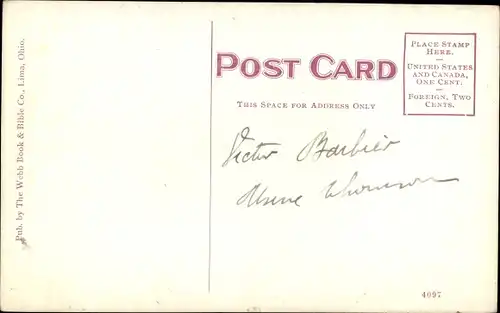 Pub. by The Webb Book & Bible Co., Lima, Ohio.
POST CARD
THIS SPACE FOR ADDRESS ONLY
PLACE STAMP
HERE.
—
UNITED STATES
AND CANADA,
ONE CENT.
—
FOREIGN, TWO
CENTS.
Victor Barbier
4097